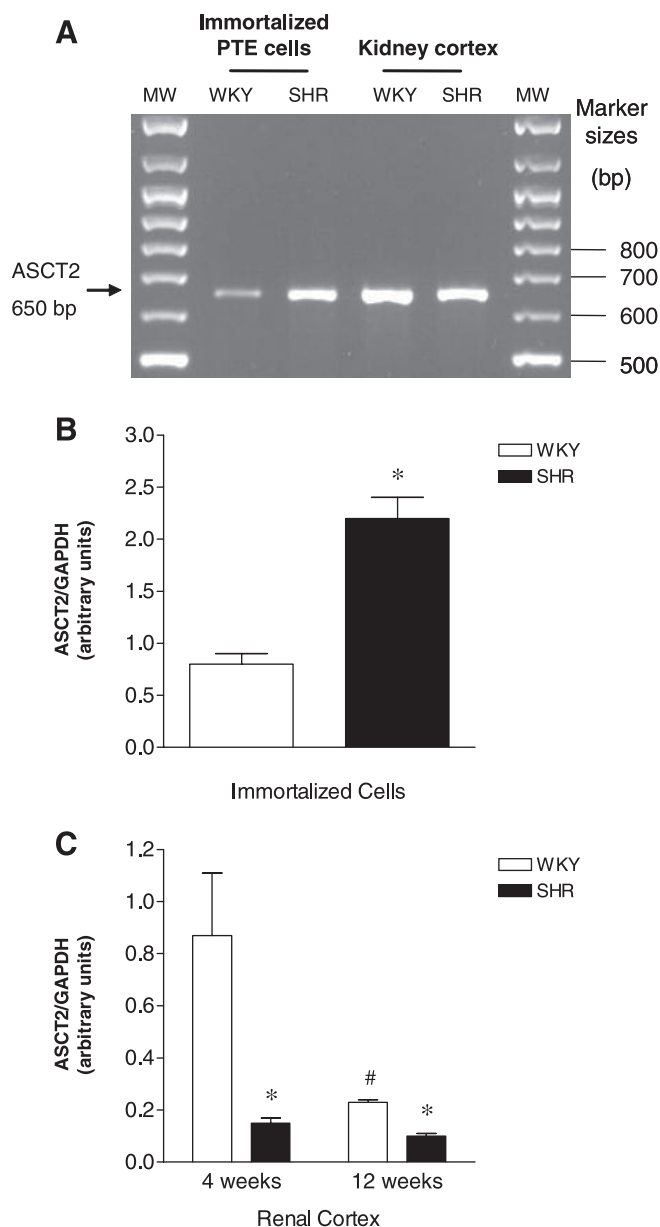 A
Immortalized
PTE cells
Kidney cortex
MW WKY SHR WKY SHR MW
Marker
sizes
(bp)
ASCT2
650 bp
800
700
600
500
B
ASCT2/GAPDH
(arbitrary units)
3.0
2.5
2.0
1.5
1.0
0.5
0.0
*
WKY
SHR
Immortalized Cells
C
ASCT2/GAPDH
(arbitrary units)
1.2
1.0
0.8
0.6
0.4
0.2
0.0
*
#
*
WKY
SHR
4 weeks 12 weeks
Renal Cortex